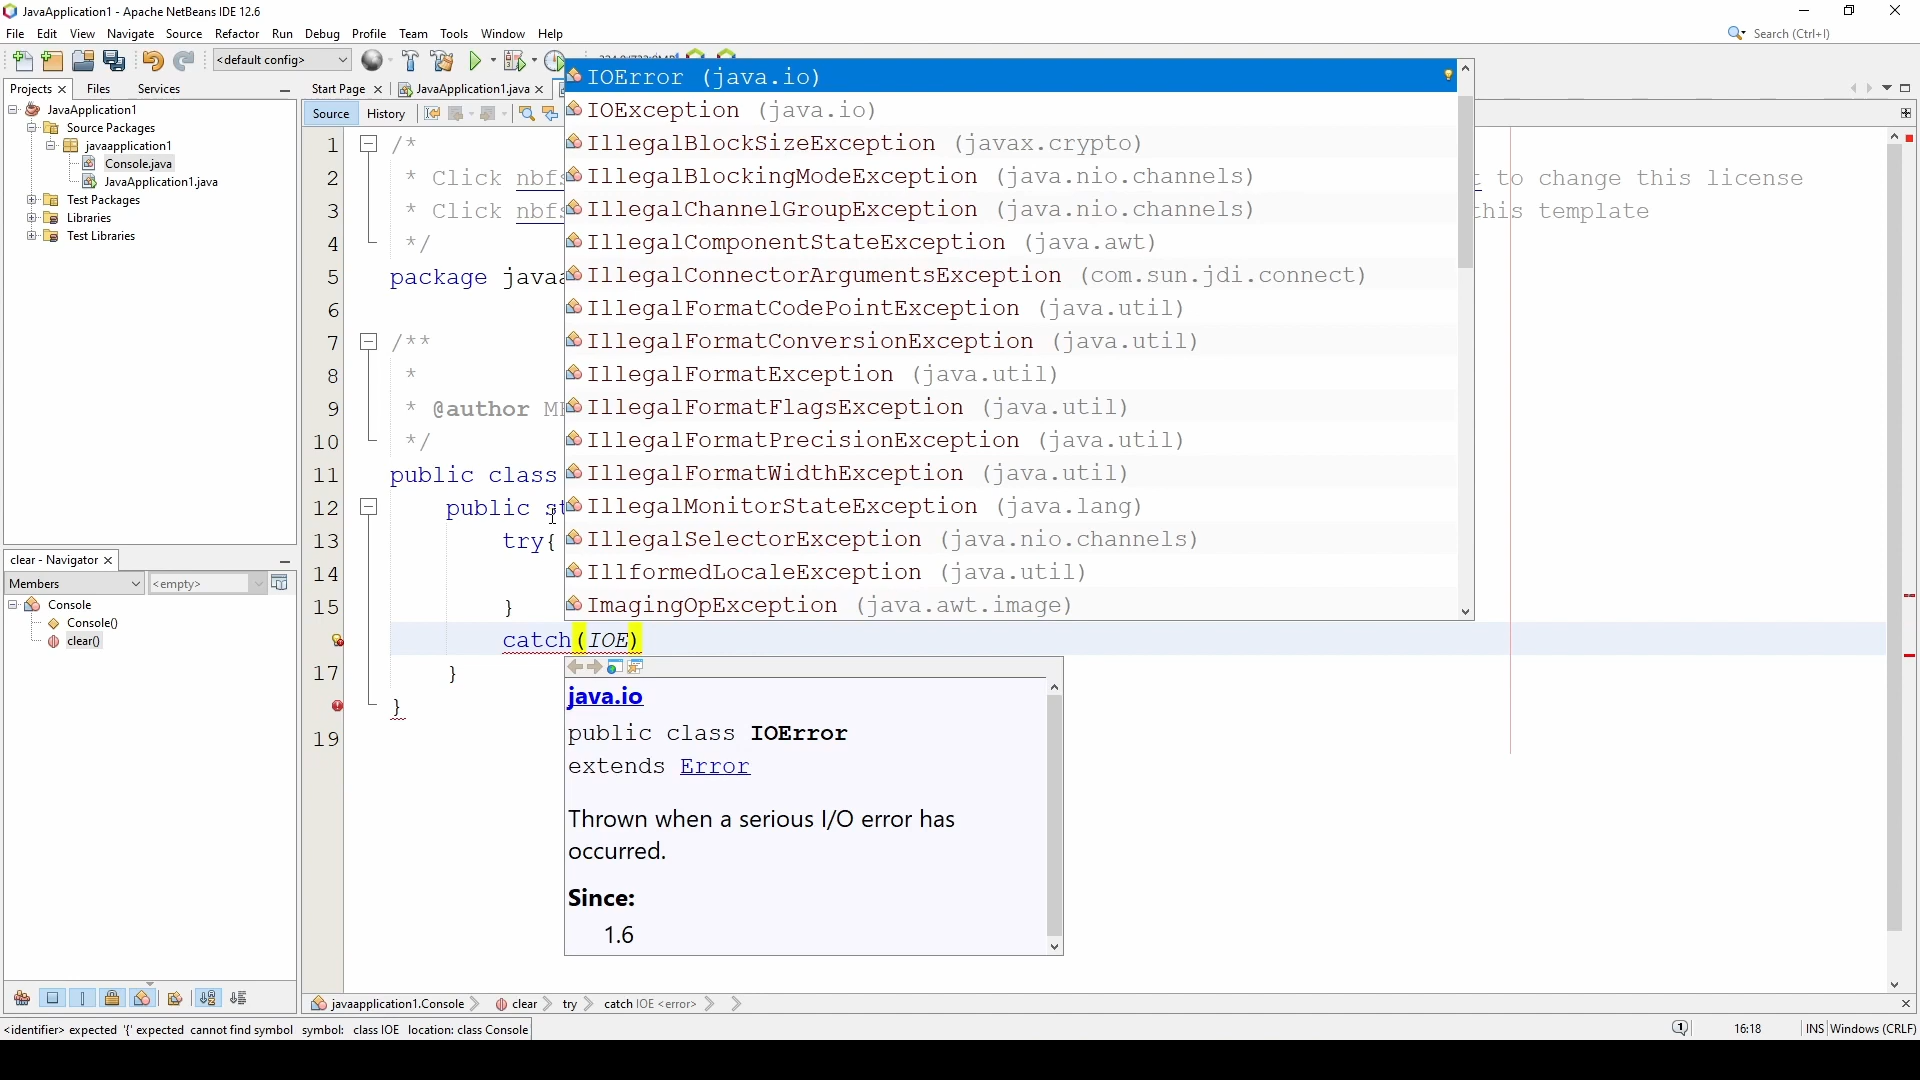 JavaApplication1 - Apache NetBeans IDE 12.6
File Edit View Navigate Source Refactor Run Debug Profile Team Tools Window Help
Search (Ctrl+I)
<default config>
Projects Files Services
Start Page JavaApplication1.java
Source History
JavaApplication1
Source Packages
javaapplication1
Console.java
JavaApplication1.java
Test Packages
Libraries
Test Libraries
clear - Navigator
Members <empty>
Console
Console()
clear()
1 /*
2 * Click nbfs to change this license
3 * Click nbfs this template
4 */
5 package java
6
7 /**
8 *
9 * @author
10 */
11 public class
12 public st
13 try{
14
15 }
catch(IOE)
17 }
}
19
IOError (java.io)
IOException (java.io)
IllegalBlockSizeException (javax.crypto)
IllegalBlockingModeException (java.nio.channels)
IllegalChannelGroupException (java.nio.channels)
IllegalComponentStateException (java.awt)
IllegalConnectorArgumentsException (com.sun.jdi.connect)
IllegalFormatCodePointException (java.util)
IllegalFormatConversionException (java.util)
IllegalFormatException (java.util)
IllegalFormatFlagsException (java.util)
IllegalFormatPrecisionException (java.util)
IllegalFormatWidthException (java.util)
IllegalMonitorStateException (java.lang)
IllegalSelectorException (java.nio.channels)
IllformedLocaleException (java.util)
ImagingOpException (java.awt.image)
java.io
public class IOError
extends Error
Thrown when a serious I/O error has
occurred.
Since:
1.6
javaapplication1.Console clear try catch IOE <error>
<identifier> expected '{' expected cannot find symbol symbol: class IOE location: class Console
1 16:18 INS Windows (CRLF)